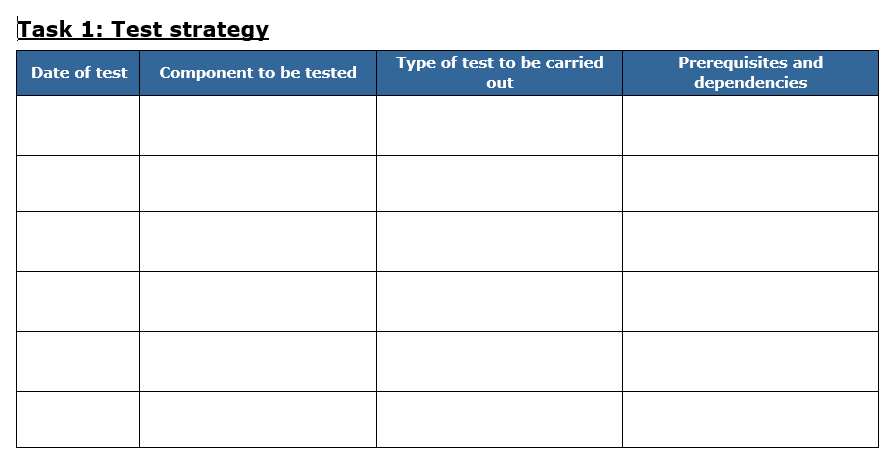 Task 1: Test strategy
Date of test
Component to be tested
Type of test to be carried
out
Prerequisites and
dependencies